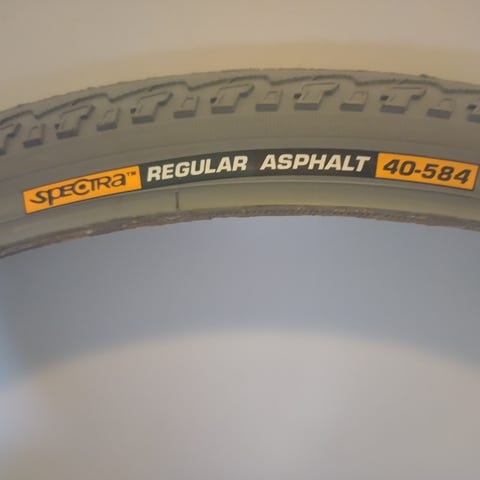 SPECTRA™ REGULAR ASPHALT 40-584